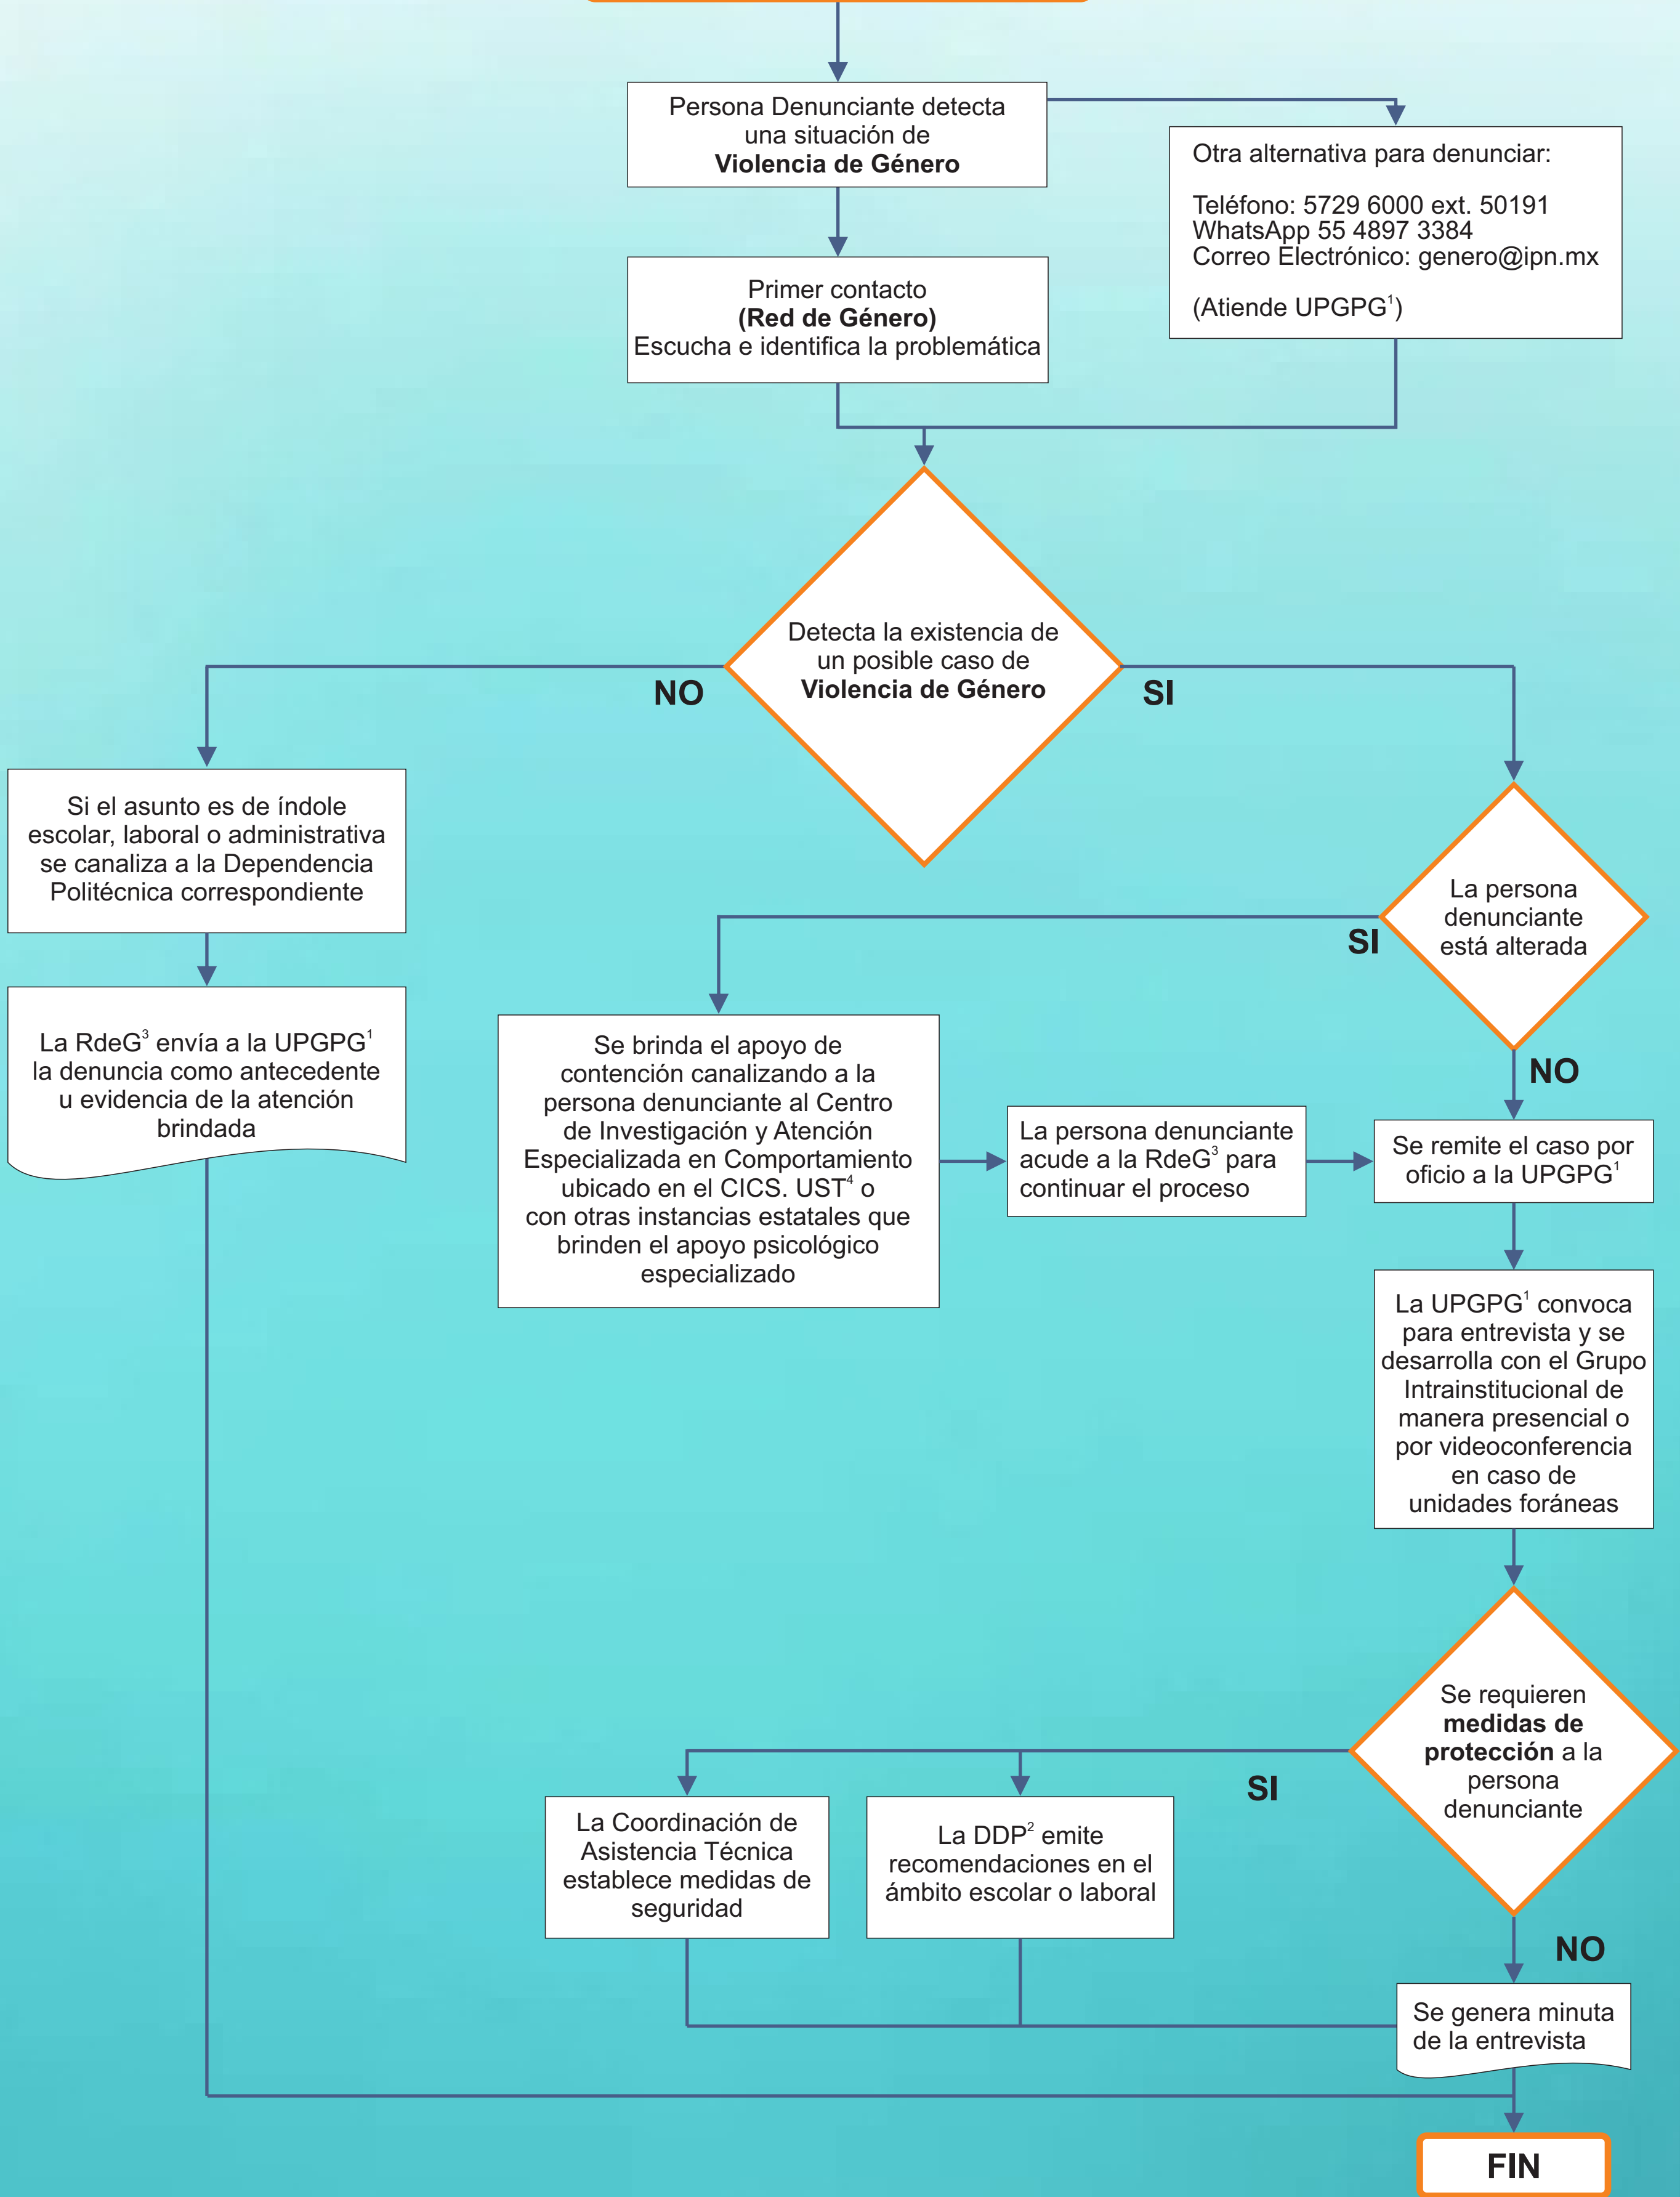 Persona Denunciante detecta
una situación de
Violencia de Género
Otra alternativa para denunciar:
Teléfono: 5729 6000 ext. 50191
WhatsApp 55 4897 3384
Correo Electrónico: genero@ipn.mx
(Atiende UPGPG¹)
Primer contacto
(Red de Género)
Escucha e identifica la problemática
Detecta la existencia de
un posible caso de
Violencia de Género
NO
SI
Si el asunto es de índole
escolar, laboral o administrativa
se canaliza a la Dependencia
Politécnica correspondiente
La RdeG³ envía a la UPGPG¹
la denuncia como antecedente
u evidencia de la atención
brindada
La persona
denunciante
está alterada
SI
NO
Se brinda el apoyo de
contención canalizando a la
persona denunciante al Centro
de Investigación y Atención
Especializada en Comportamiento
ubicado en el CICS. UST⁴ o
con otras instancias estatales que
brinden el apoyo psicológico
especializado
La persona denunciante
acude a la RdeG³ para
continuar el proceso
Se remite el caso por
oficio a la UPGPG¹
La UPGPG¹ convoca
para entrevista y se
desarrolla con el Grupo
Intrainstitucional de
manera presencial o
por videoconferencia
en caso de
unidades foráneas
Se requieren
medidas de
protección a la
persona
denunciante
SI
NO
La Coordinación de
Asistencia Técnica
establece medidas de
seguridad
La DDP² emite
recomendaciones en el
ámbito escolar o laboral
Se genera minuta
de la entrevista
FIN